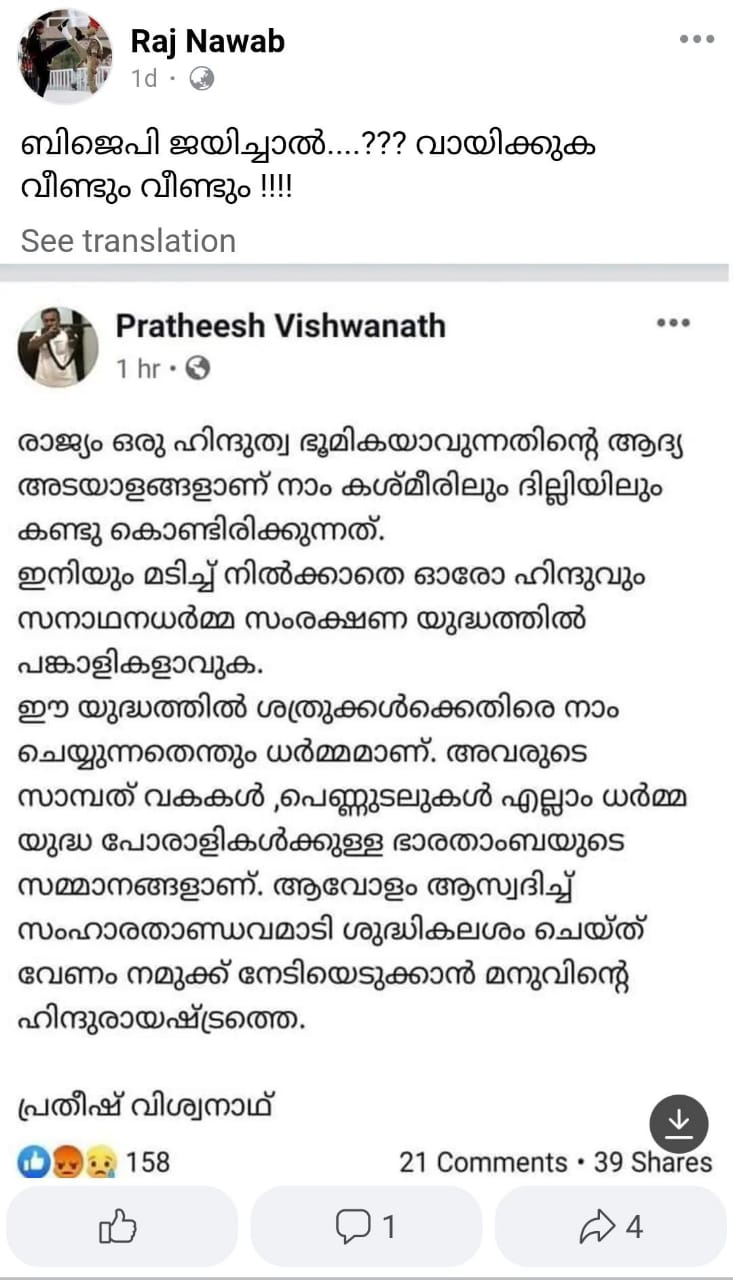 Raj Nawab
1d ·
ബിജെപി ജയിച്ചാൽ....??? വായിക്കുക
വീണ്ടും വീണ്ടും !!!!
See translation
Pratheesh Vishwanath
1 hr ·
രാജ്യം ഒരു ഹിന്ദുത്വ ഭൂമികയാവുന്നതിന്റെ ആദ്യ
അടയാളങ്ങളാണ് നാം കശ്മീരിലും ദില്ലിയിലും
കണ്ടു കൊണ്ടിരിക്കുന്നത്.
ഇനിയും മടിച്ച് നിൽക്കാതെ ഓരോ ഹിന്ദുവും
സനാഥനധർമ്മ സംരക്ഷണ യുദ്ധത്തിൽ
പങ്കാളികളാവുക.
ഈ യുദ്ധത്തിൽ ശത്രുക്കൾക്കെതിരെ നാം
ചെയ്യുന്നതെന്തും ധർമ്മമാണ്. അവരുടെ
സാമ്പത് വകകൾ ,പെണ്ണുടലുകൾ എല്ലാം ധർമ്മ
യുദ്ധ പോരാളികൾക്കുള്ള ഭാരതാംബയുടെ
സമ്മാനങ്ങളാണ്. ആവോളം ആസ്വദിച്ച്
സംഹാരതാണ്ഡവമാടി ശുദ്ധികലശം ചെയ്ത്
വേണം നമുക്ക് നേടിയെടുക്കാൻ മനുവിന്റെ
ഹിന്ദുരായഷ്ട്രത്തെ.
പ്രതീഷ് വിശ്വനാഥ്
158 21 Comments • 39 Shares
1 4